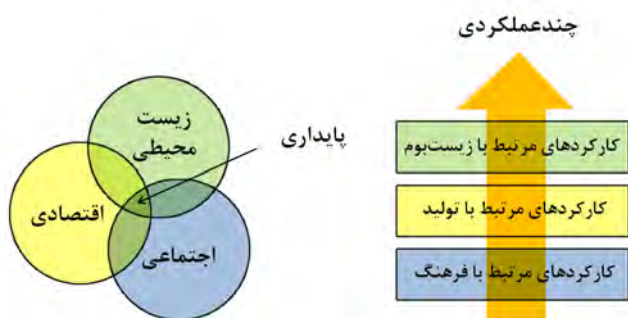 چندعملکردی
کارکردهای مرتبط با زیست‌بوم
کارکردهای مرتبط با تولید
کارکردهای مرتبط با فرهنگ
زیست
محیطی
پایداری
اقتصادی
اجتماعی